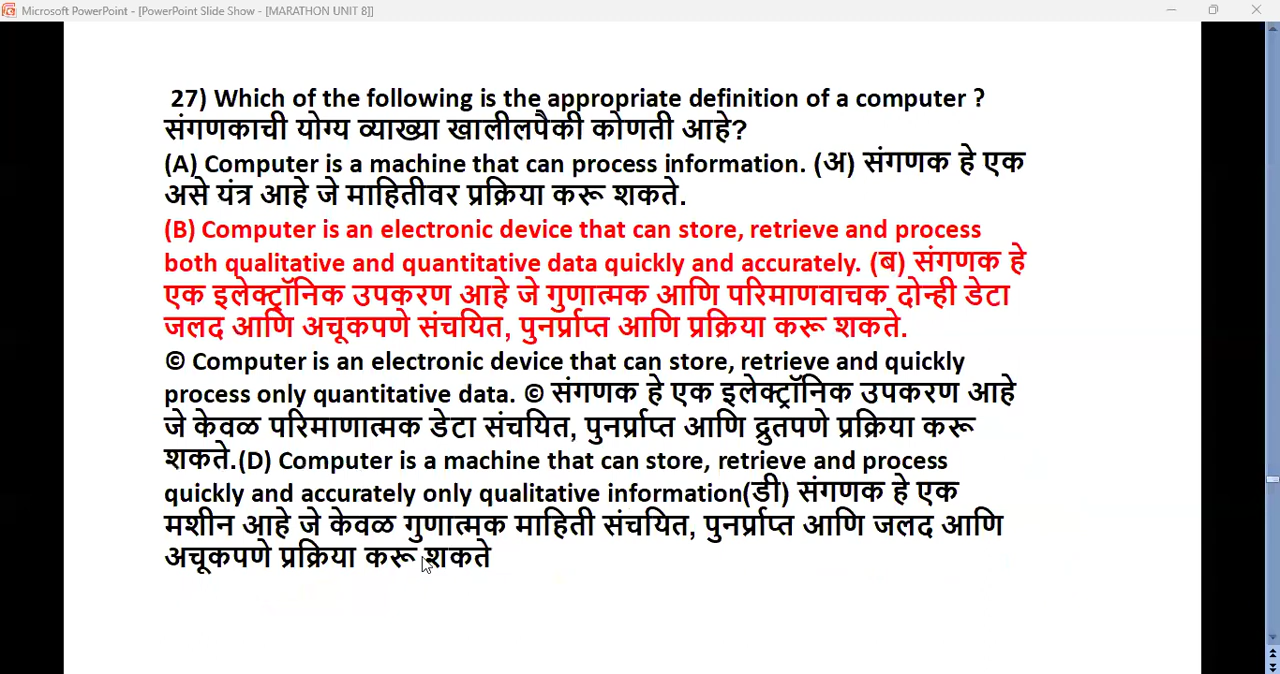 Microsoft PowerPoint - [PowerPoint Slide Show - [MARATHON UNIT 8]]
27) Which of the following is the appropriate definition of a computer ?
संगणकाची योग्य व्याख्या खालीलपैकी कोणती आहे?
(A) Computer is a machine that can process information. (अ) संगणक हे एक
असे यंत्र आहे जे माहितीवर प्रक्रिया करू शकते.
(B) Computer is an electronic device that can store, retrieve and process
both qualitative and quantitative data quickly and accurately. (ब) संगणक हे
एक इलेक्ट्रॉनिक उपकरण आहे जे गुणात्मक आणि परिमाणवाचक दोन्ही डेटा
जलद आणि अचूकपणे संचयित, पुनर्प्राप्त आणि प्रक्रिया करू शकते.
© Computer is an electronic device that can store, retrieve and quickly
process only quantitative data. © संगणक हे एक इलेक्ट्रॉनिक उपकरण आहे
जे केवळ परिमाणात्मक डेटा संचयित, पुनर्प्राप्त आणि द्रुतपणे प्रक्रिया करू
शकते.(D) Computer is a machine that can store, retrieve and process
quickly and accurately only qualitative information(डी) संगणक हे एक
मशीन आहे जे केवळ गुणात्मक माहिती संचयित, पुनर्प्राप्त आणि जलद आणि
अचूकपणे प्रक्रिया करू शकते